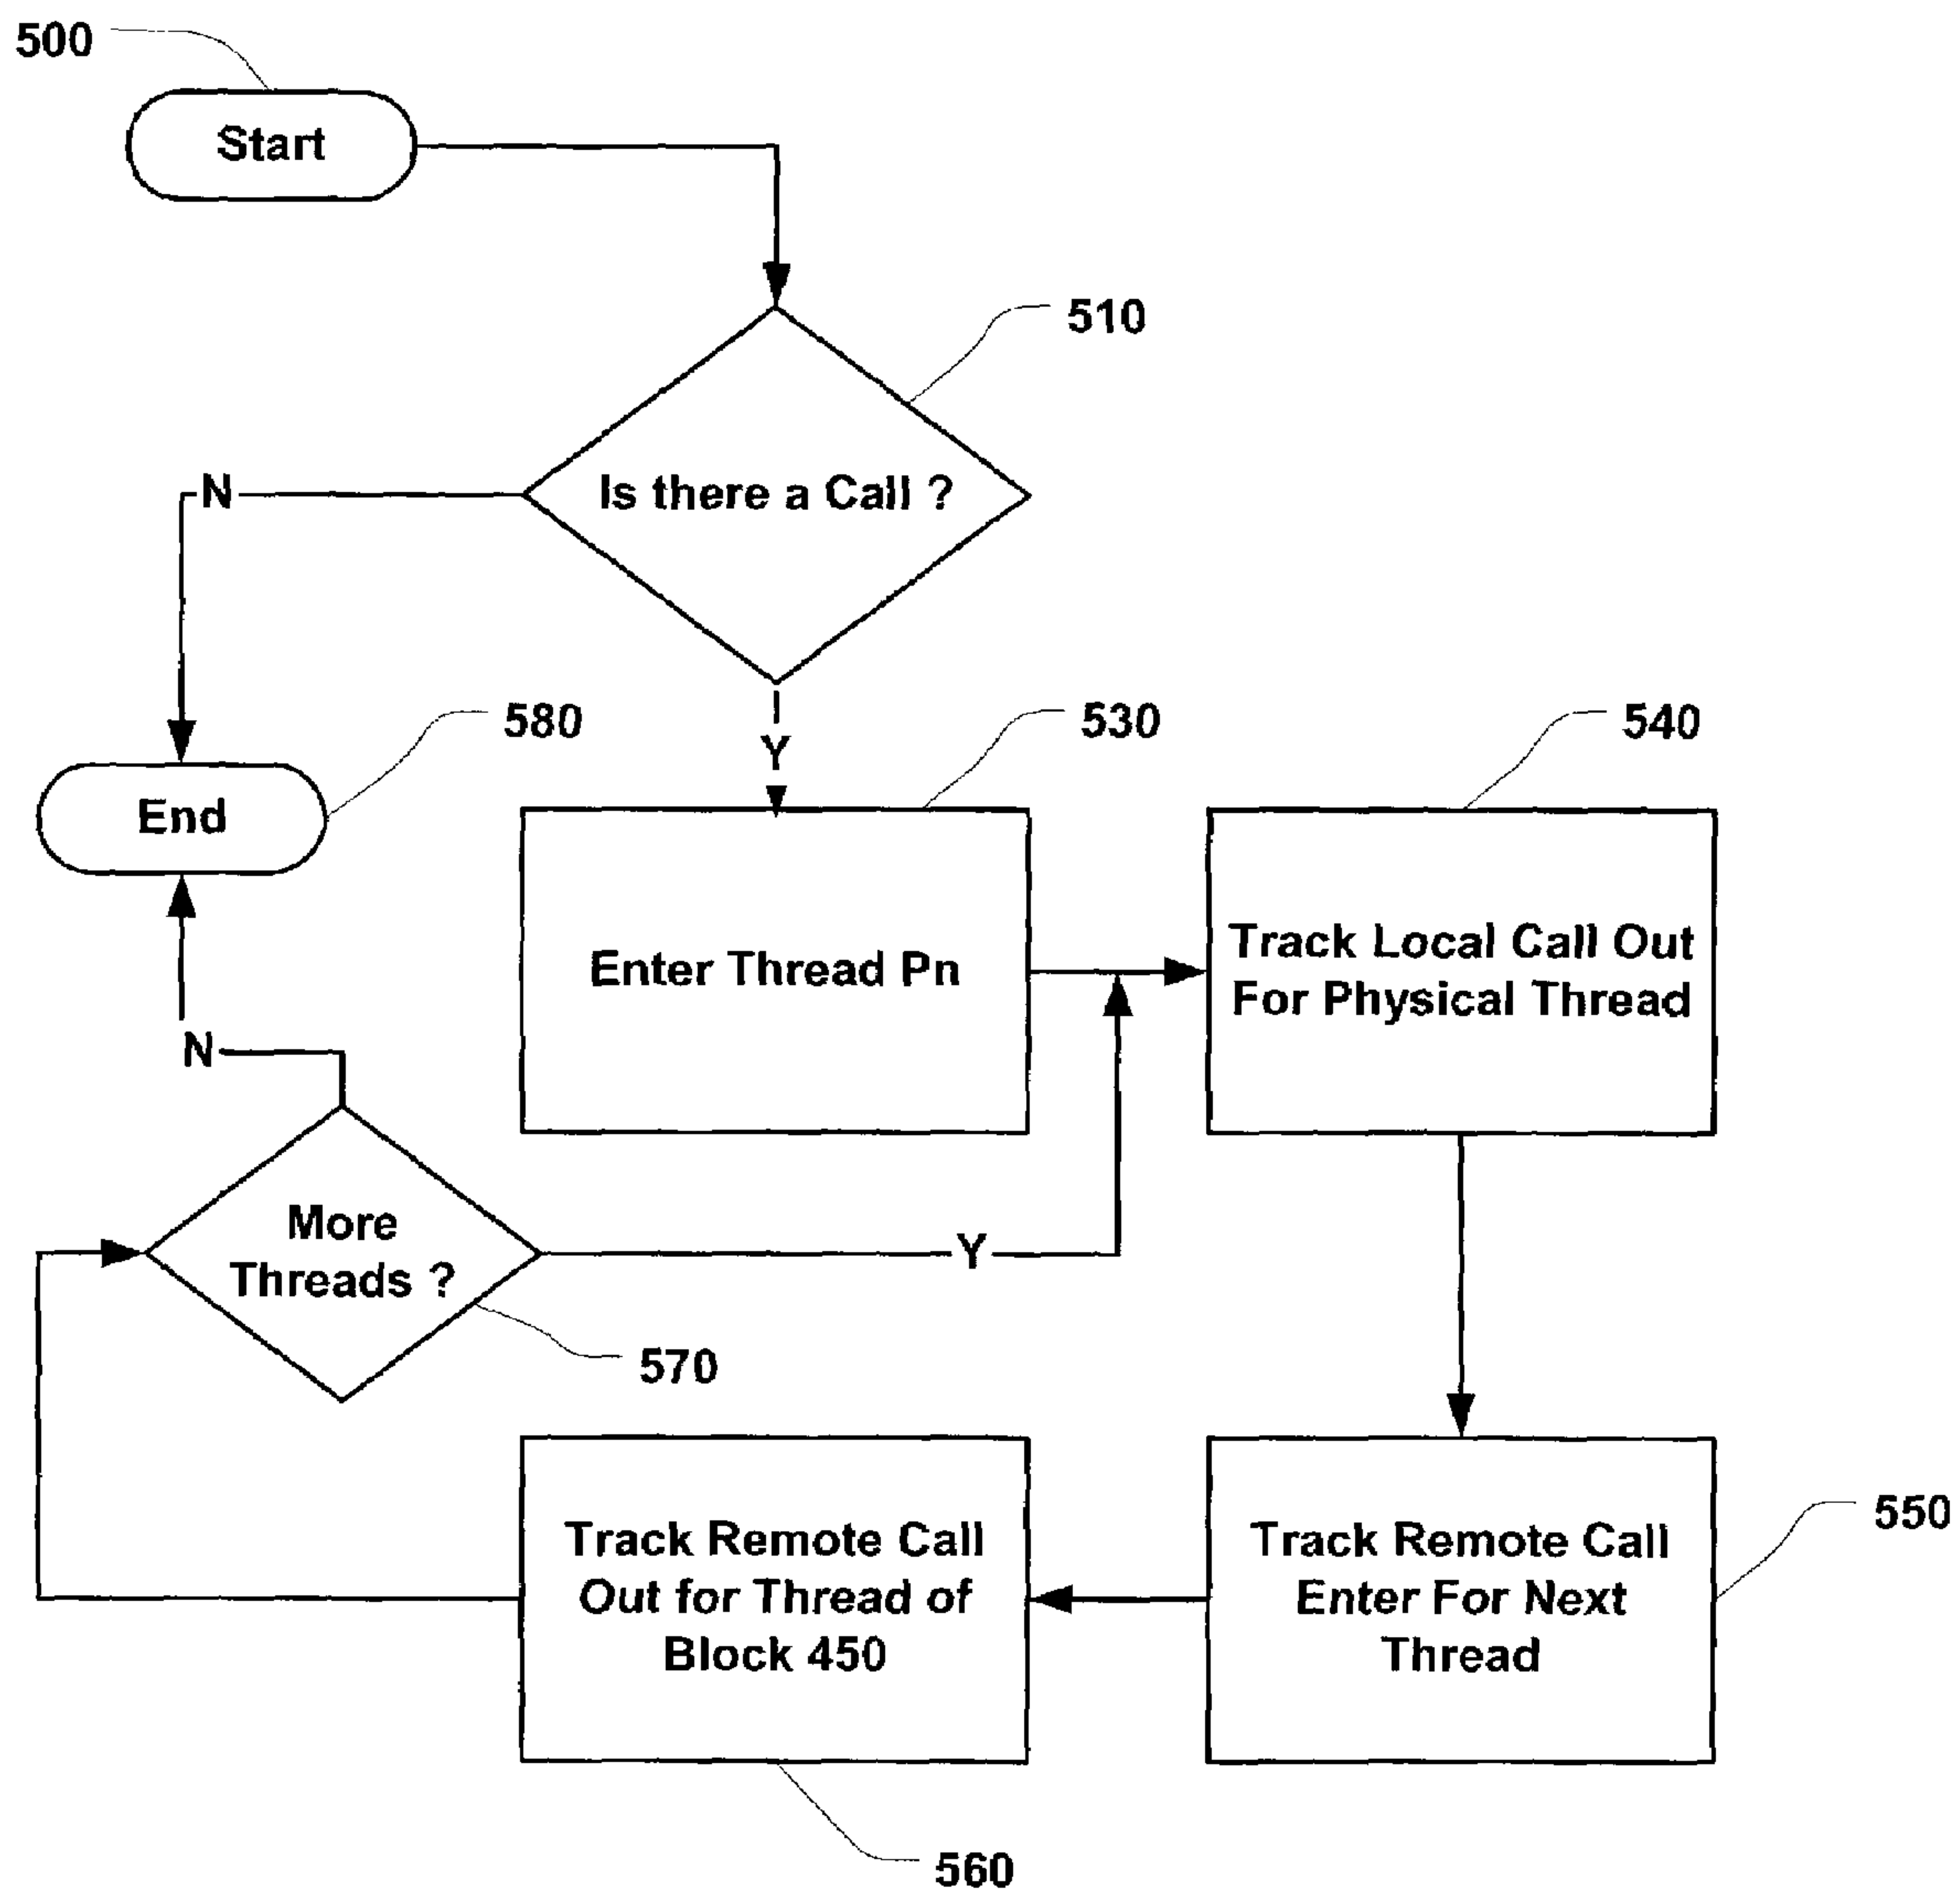 500
Start
510
Is there a Call ?
N
Y
580
End
530
Enter Thread Pn
540
Track Local Call Out
For Physical Thread
N
More
Threads ?
Y
570
Track Remote Call
Out for Thread of
Block 450
560
Track Remote Call
Enter For Next
Thread
550